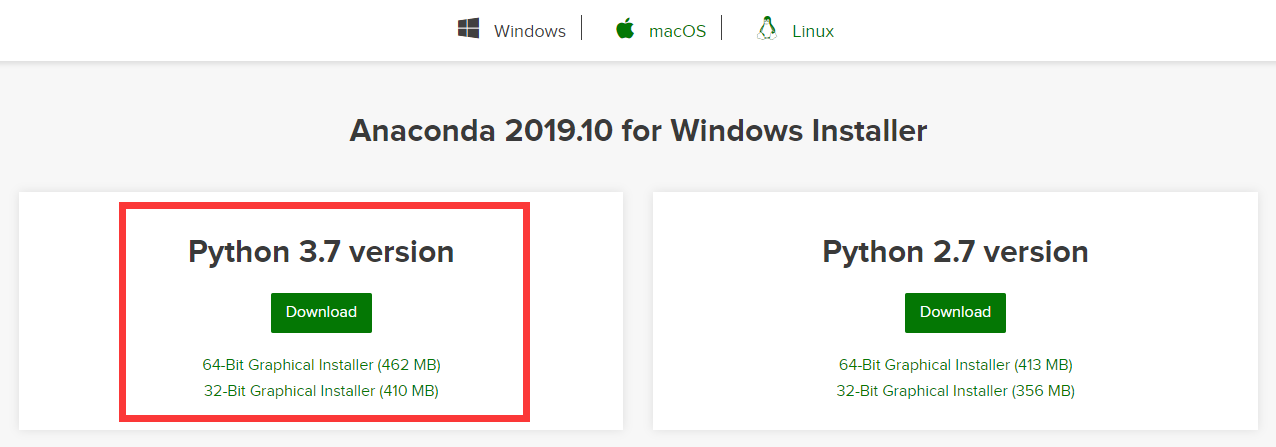 Windows macOS Linux
Anaconda 2019.10 for Windows Installer
Python 3.7 version
Download
64-Bit Graphical Installer (462 MB)
32-Bit Graphical Installer (410 MB)
Python 2.7 version
Download
64-Bit Graphical Installer (413 MB)
32-Bit Graphical Installer (356 MB)